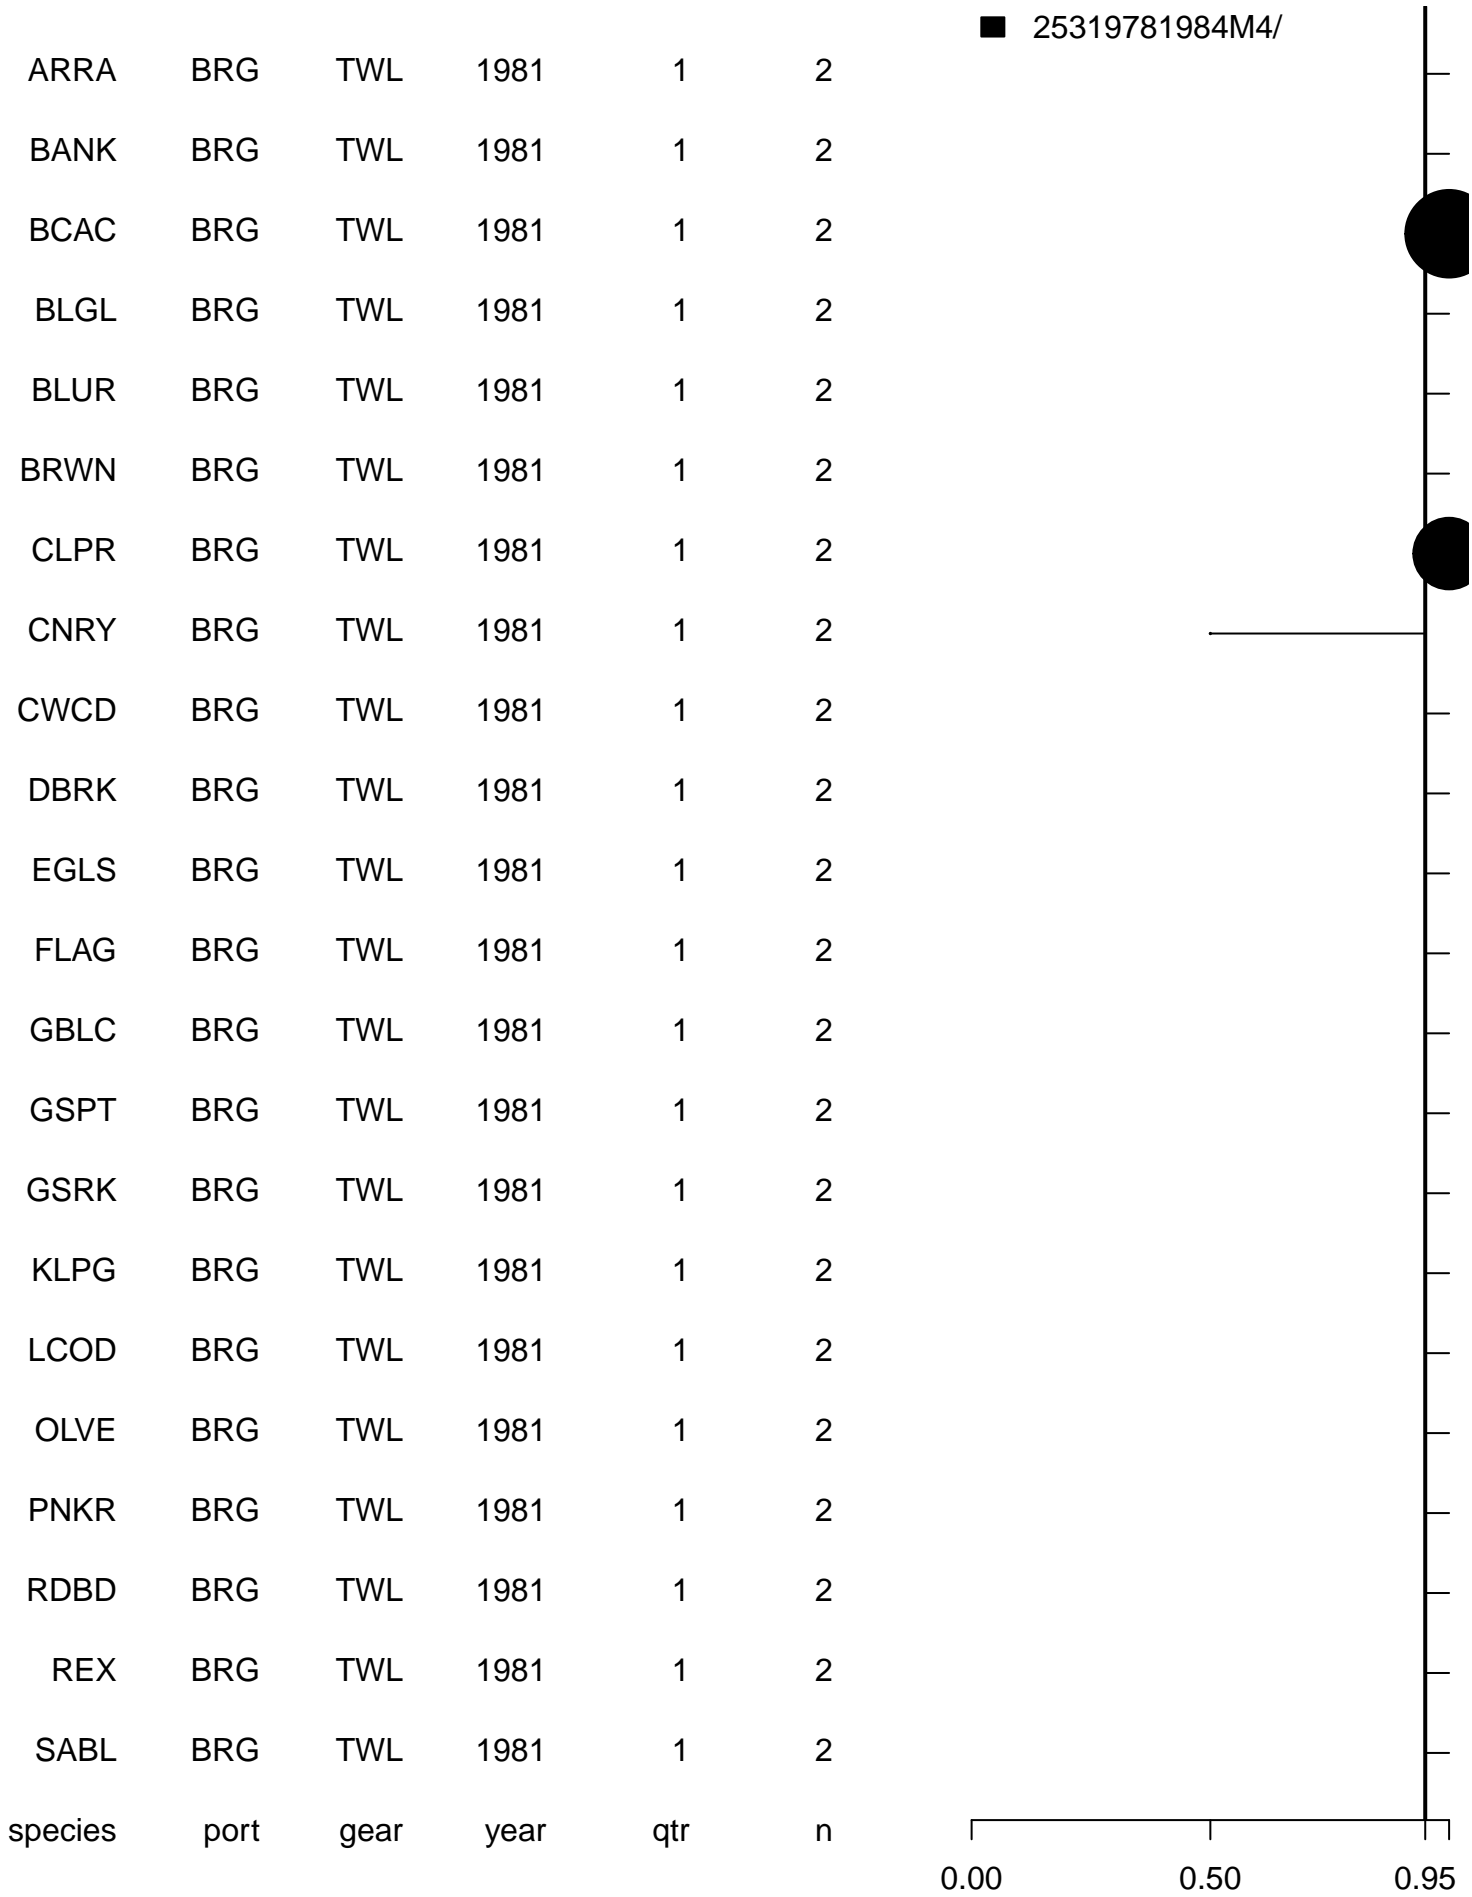 25319781984M4/
ARRA BRG TWL 1981 1 2
BANK BRG TWL 1981 1 2
BCAC BRG TWL 1981 1 2
BLGL BRG TWL 1981 1 2
BLUR BRG TWL 1981 1 2
BRWN BRG TWL 1981 1 2
CLPR BRG TWL 1981 1 2
CNRY BRG TWL 1981 1 2
CWCD BRG TWL 1981 1 2
DBRK BRG TWL 1981 1 2
EGLS BRG TWL 1981 1 2
FLAG BRG TWL 1981 1 2
GBLC BRG TWL 1981 1 2
GSPT BRG TWL 1981 1 2
GSRK BRG TWL 1981 1 2
KLPG BRG TWL 1981 1 2
LCOD BRG TWL 1981 1 2
OLVE BRG TWL 1981 1 2
PNKR BRG TWL 1981 1 2
RDBD BRG TWL 1981 1 2
REX BRG TWL 1981 1 2
SABL BRG TWL 1981 1 2
species port gear year qtr n
0.00 0.50 0.95